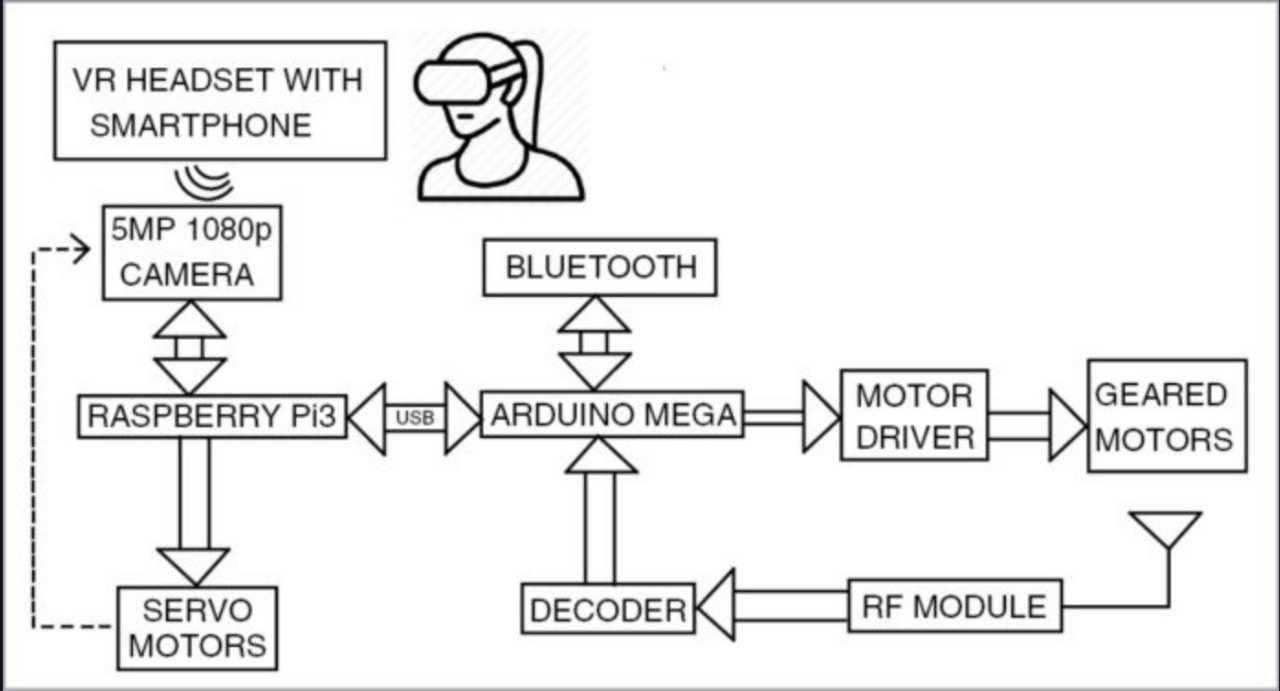 VR HEADSET WITH
SMARTPHONE
5MP 1080p
CAMERA
BLUETOOTH
RASPBERRY Pi3
USB
ARDUINO MEGA
MOTOR
DRIVER
GEARED
MOTORS
SERVO
MOTORS
DECODER
RF MODULE